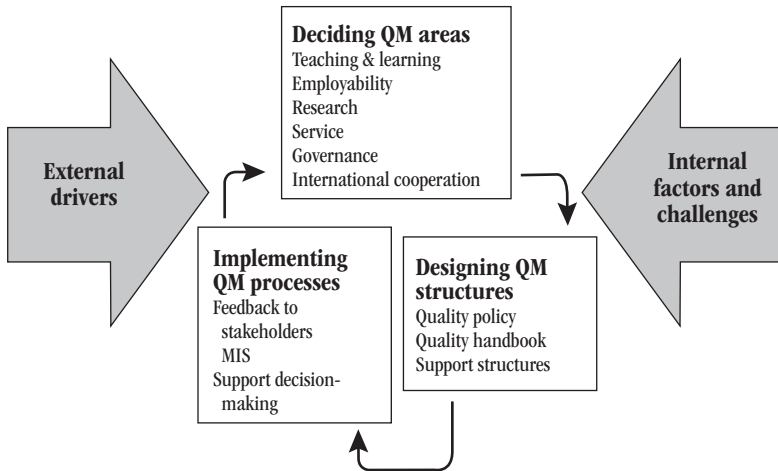 Deciding QM areas
Teaching & learning
Employability
Research
Service
Governance
International cooperation
External
drivers
Internal
factors and
challenges
Implementing
QM processes
Feedback to
stakeholders
MIS
Support decision-
making
Designing QM
structures
Quality policy
Quality handbook
Support structures